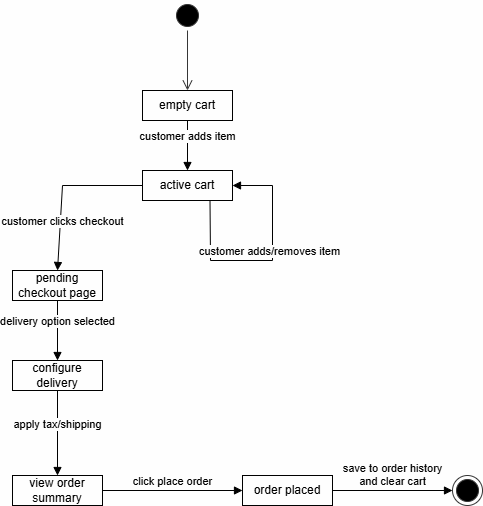 empty cart
customer adds item
active cart
customer clicks checkout
customer adds/removes item
pending
checkout page
delivery option selected
configure
delivery
apply tax/shipping
view order
summary
click place order
order placed
save to order history
and clear cart